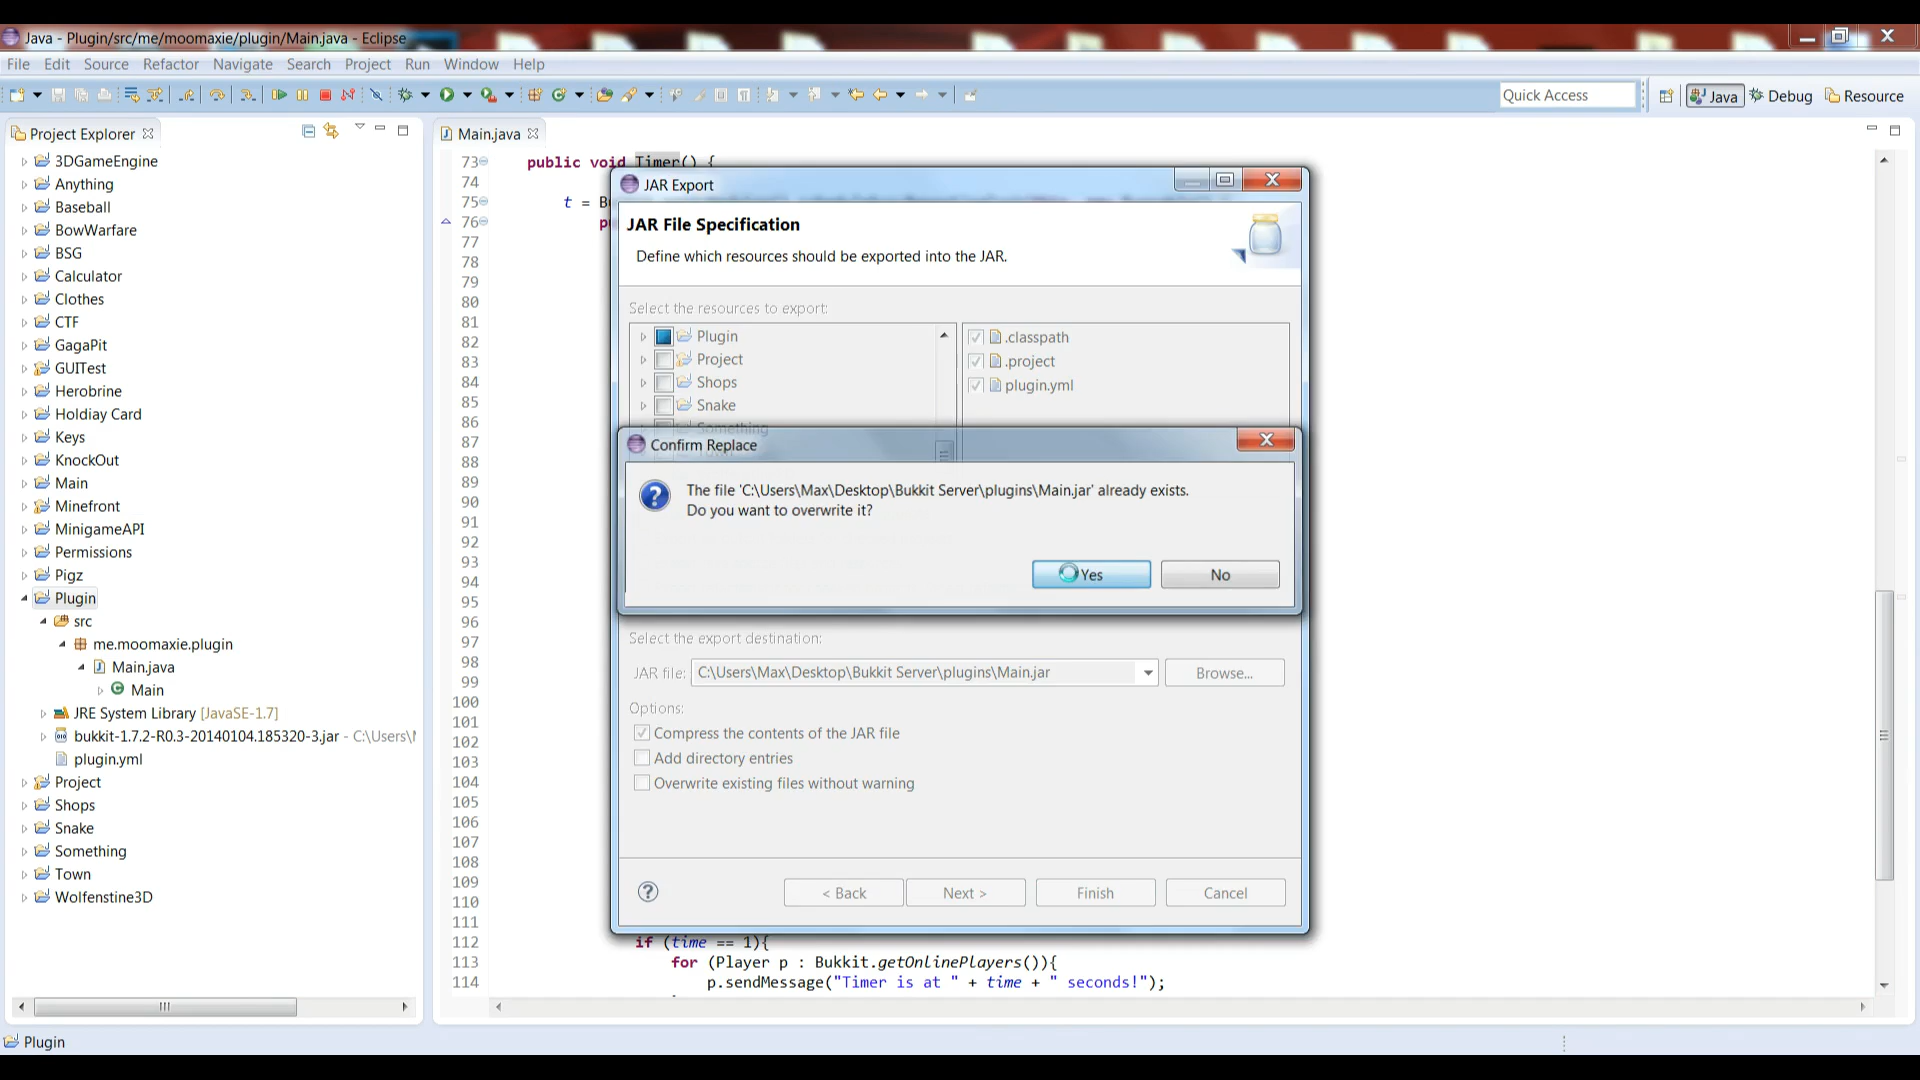 Java - Plugin/src/me/moomaxie/plugin/Main.java - Eclipse
File Edit Source Refactor Navigate Search Project Run Window Help
Quick Access
Java
Debug
Resource
Project Explorer
3DGameEngine
Anything
Baseball
BowWarfare
BSG
Calculator
Clothes
CTF
GagaPit
GUITest
Herobrine
Holdiay Card
Keys
KnockOut
Main
Minefront
MinigameAPI
Permissions
Pigz
Plugin
src
me.moomaxie.plugin
Main.java
Main
JRE System Library [JavaSE-1.7]
bukkit-1.7.2-R0.3-20140104.185320-3.jar - C:\Users\
plugin.yml
Project
Shops
Snake
Something
Town
Wolfenstine3D
Main.java
73 public void Timer() {
74
75 t = B
76
77
78
79
80
81
82
83
84
85
86
87
88
89
90
91
92
93
94
95
96
97
98
99
100
101
102
103
104
105
106
107
108
109
110
111
112 if (time == 1){
113 for (Player p : Bukkit.getOnlinePlayers()){
114 p.sendMessage("Timer is at " + time + " seconds!");
JAR Export
JAR File Specification
Define which resources should be exported into the JAR.
Select the resources to export:
Plugin
Project
Shops
Snake
Something
.classpath
.project
plugin.yml
Confirm Replace
The file 'C:\Users\Max\Desktop\Bukkit Server\plugins\Main.jar' already exists.
Do you want to overwrite it?
Yes
No
Select the export destination:
JAR file: C:\Users\Max\Desktop\Bukkit Server\plugins\Main.jar
Browse...
Options:
Compress the contents of the JAR file
Add directory entries
Overwrite existing files without warning
< Back
Next >
Finish
Cancel
Plugin